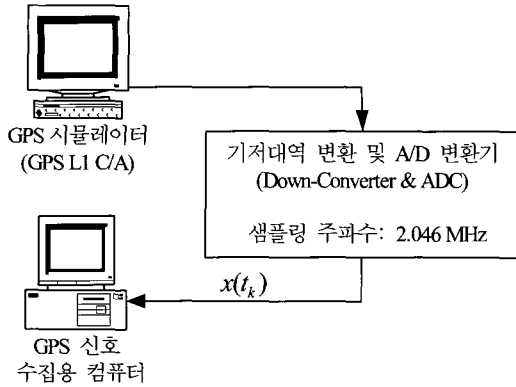 GPS 시뮬레이터
(GPS L1 C/A)
기저대역 변환 및 A/D 변환기
(Down-Converter & ADC)
샘플링 주파수: 2.046 MHz
x(t_k)
GPS 신호
수집용 컴퓨터